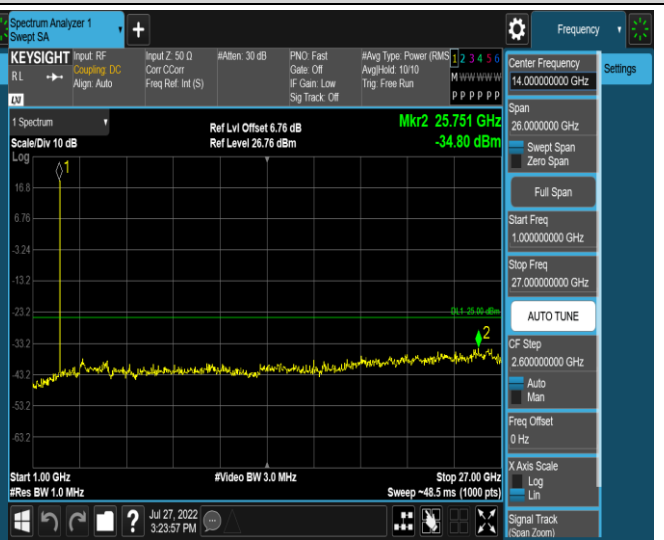 Spectrum Analyzer 1
Swept SA
Frequency
KEYSIGHT
RL
LXI
Input: RF
Coupling: DC
Align: Auto
Input Z: 50 Ω
Corr CCorr
Freq Ref: Int (S)
#Atten: 30 dB
PNO: Fast
Gate: Off
IF Gain: Low
Sig Track: Off
#Avg Type: Power (RMS
Avg|Hold: 10/10
Trig: Free Run
1 2 3 4 5 6
M W W W W W
P P P P P P
1 Spectrum
Scale/Div 10 dB
Log
Ref Lvl Offset 6.76 dB
Ref Level 26.76 dBm
Mkr2 25.751 GHz
-34.80 dBm
1
16.8
6.76
-3.24
-13.2
-23.2
DL1 -25.00 dBm
2
-33.2
-43.2
-53.2
-63.2
Start 1.00 GHz
#Res BW 1.0 MHz
#Video BW 3.0 MHz
Stop 27.00 GHz
Sweep ~48.5 ms (1000 pts)
Jul 27, 2022
3:23:57 PM
Center Frequency
14.000000000 GHz
Settings
Span
26.0000000 GHz
Swept Span
Zero Span
Full Span
Start Freq
1.000000000 GHz
Stop Freq
27.000000000 GHz
AUTO TUNE
CF Step
2.600000000 GHz
Auto
Man
Freq Offset
0 Hz
X Axis Scale
Log
Lin
Signal Track
(Span Zoom)